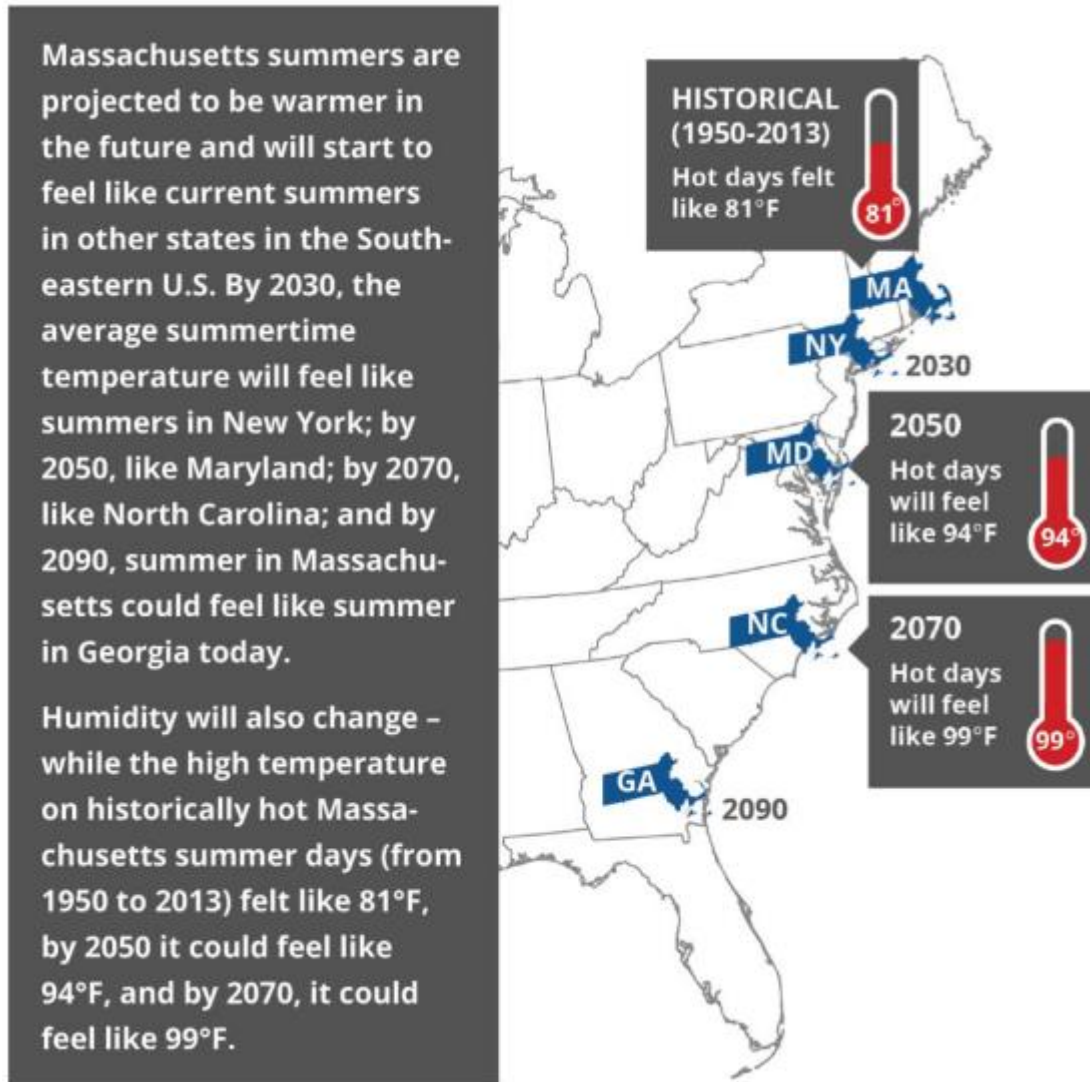 Massachusetts summers are
projected to be warmer in
the future and will start to
feel like current summers
in other states in the South-
eastern U.S. By 2030, the
average summertime
temperature will feel like
summers in New York; by
2050, like Maryland; by 2070,
like North Carolina; and by
2090, summer in Massachu-
setts could feel like summer
in Georgia today.
Humidity will also change –
while the high temperature
on historically hot Massa-
chusetts summer days (from
1950 to 2013) felt like 81°F,
by 2050 it could feel like
94°F, and by 2070, it could
feel like 99°F.
HISTORICAL
(1950-2013)
Hot days felt
like 81°F
81°
MA
NY
2030
MD
2050
Hot days
will feel
like 94°F
94°
NC
2070
Hot days
will feel
like 99°F
99°
GA
2090